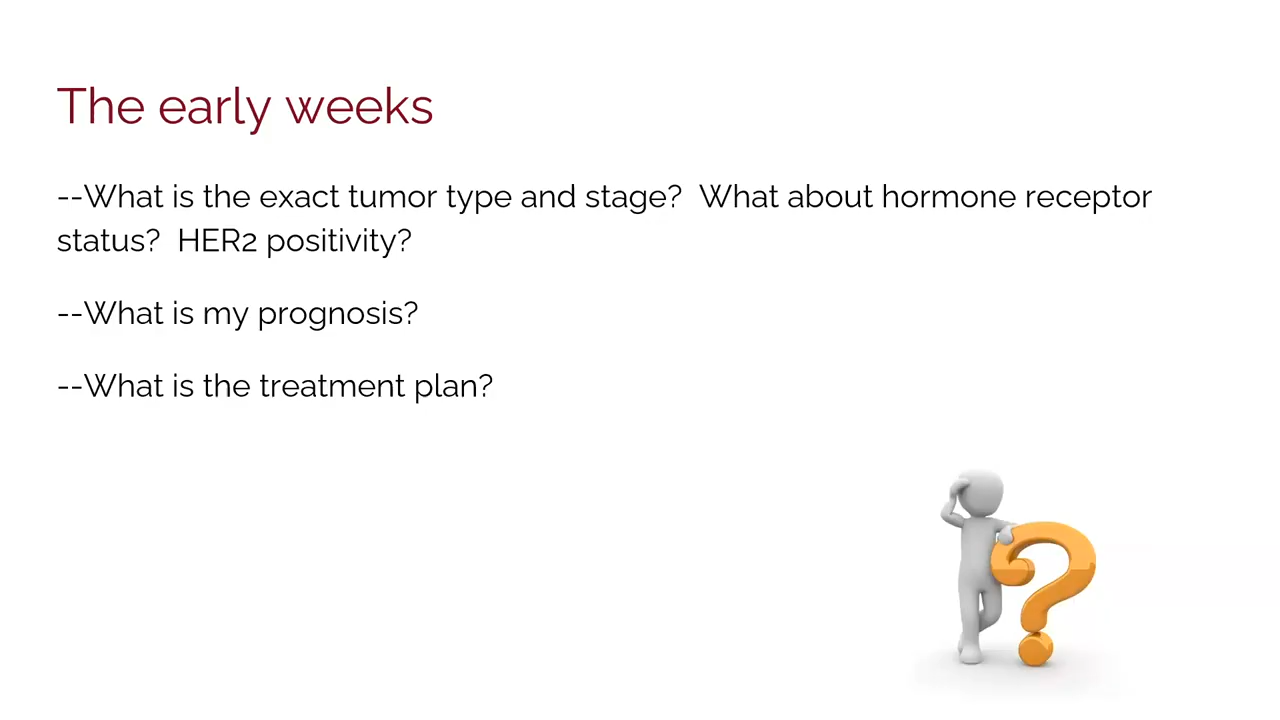 The early weeks
--What is the exact tumor type and stage?  What about hormone receptor
status?  HER2 positivity?
--What is my prognosis?
--What is the treatment plan?